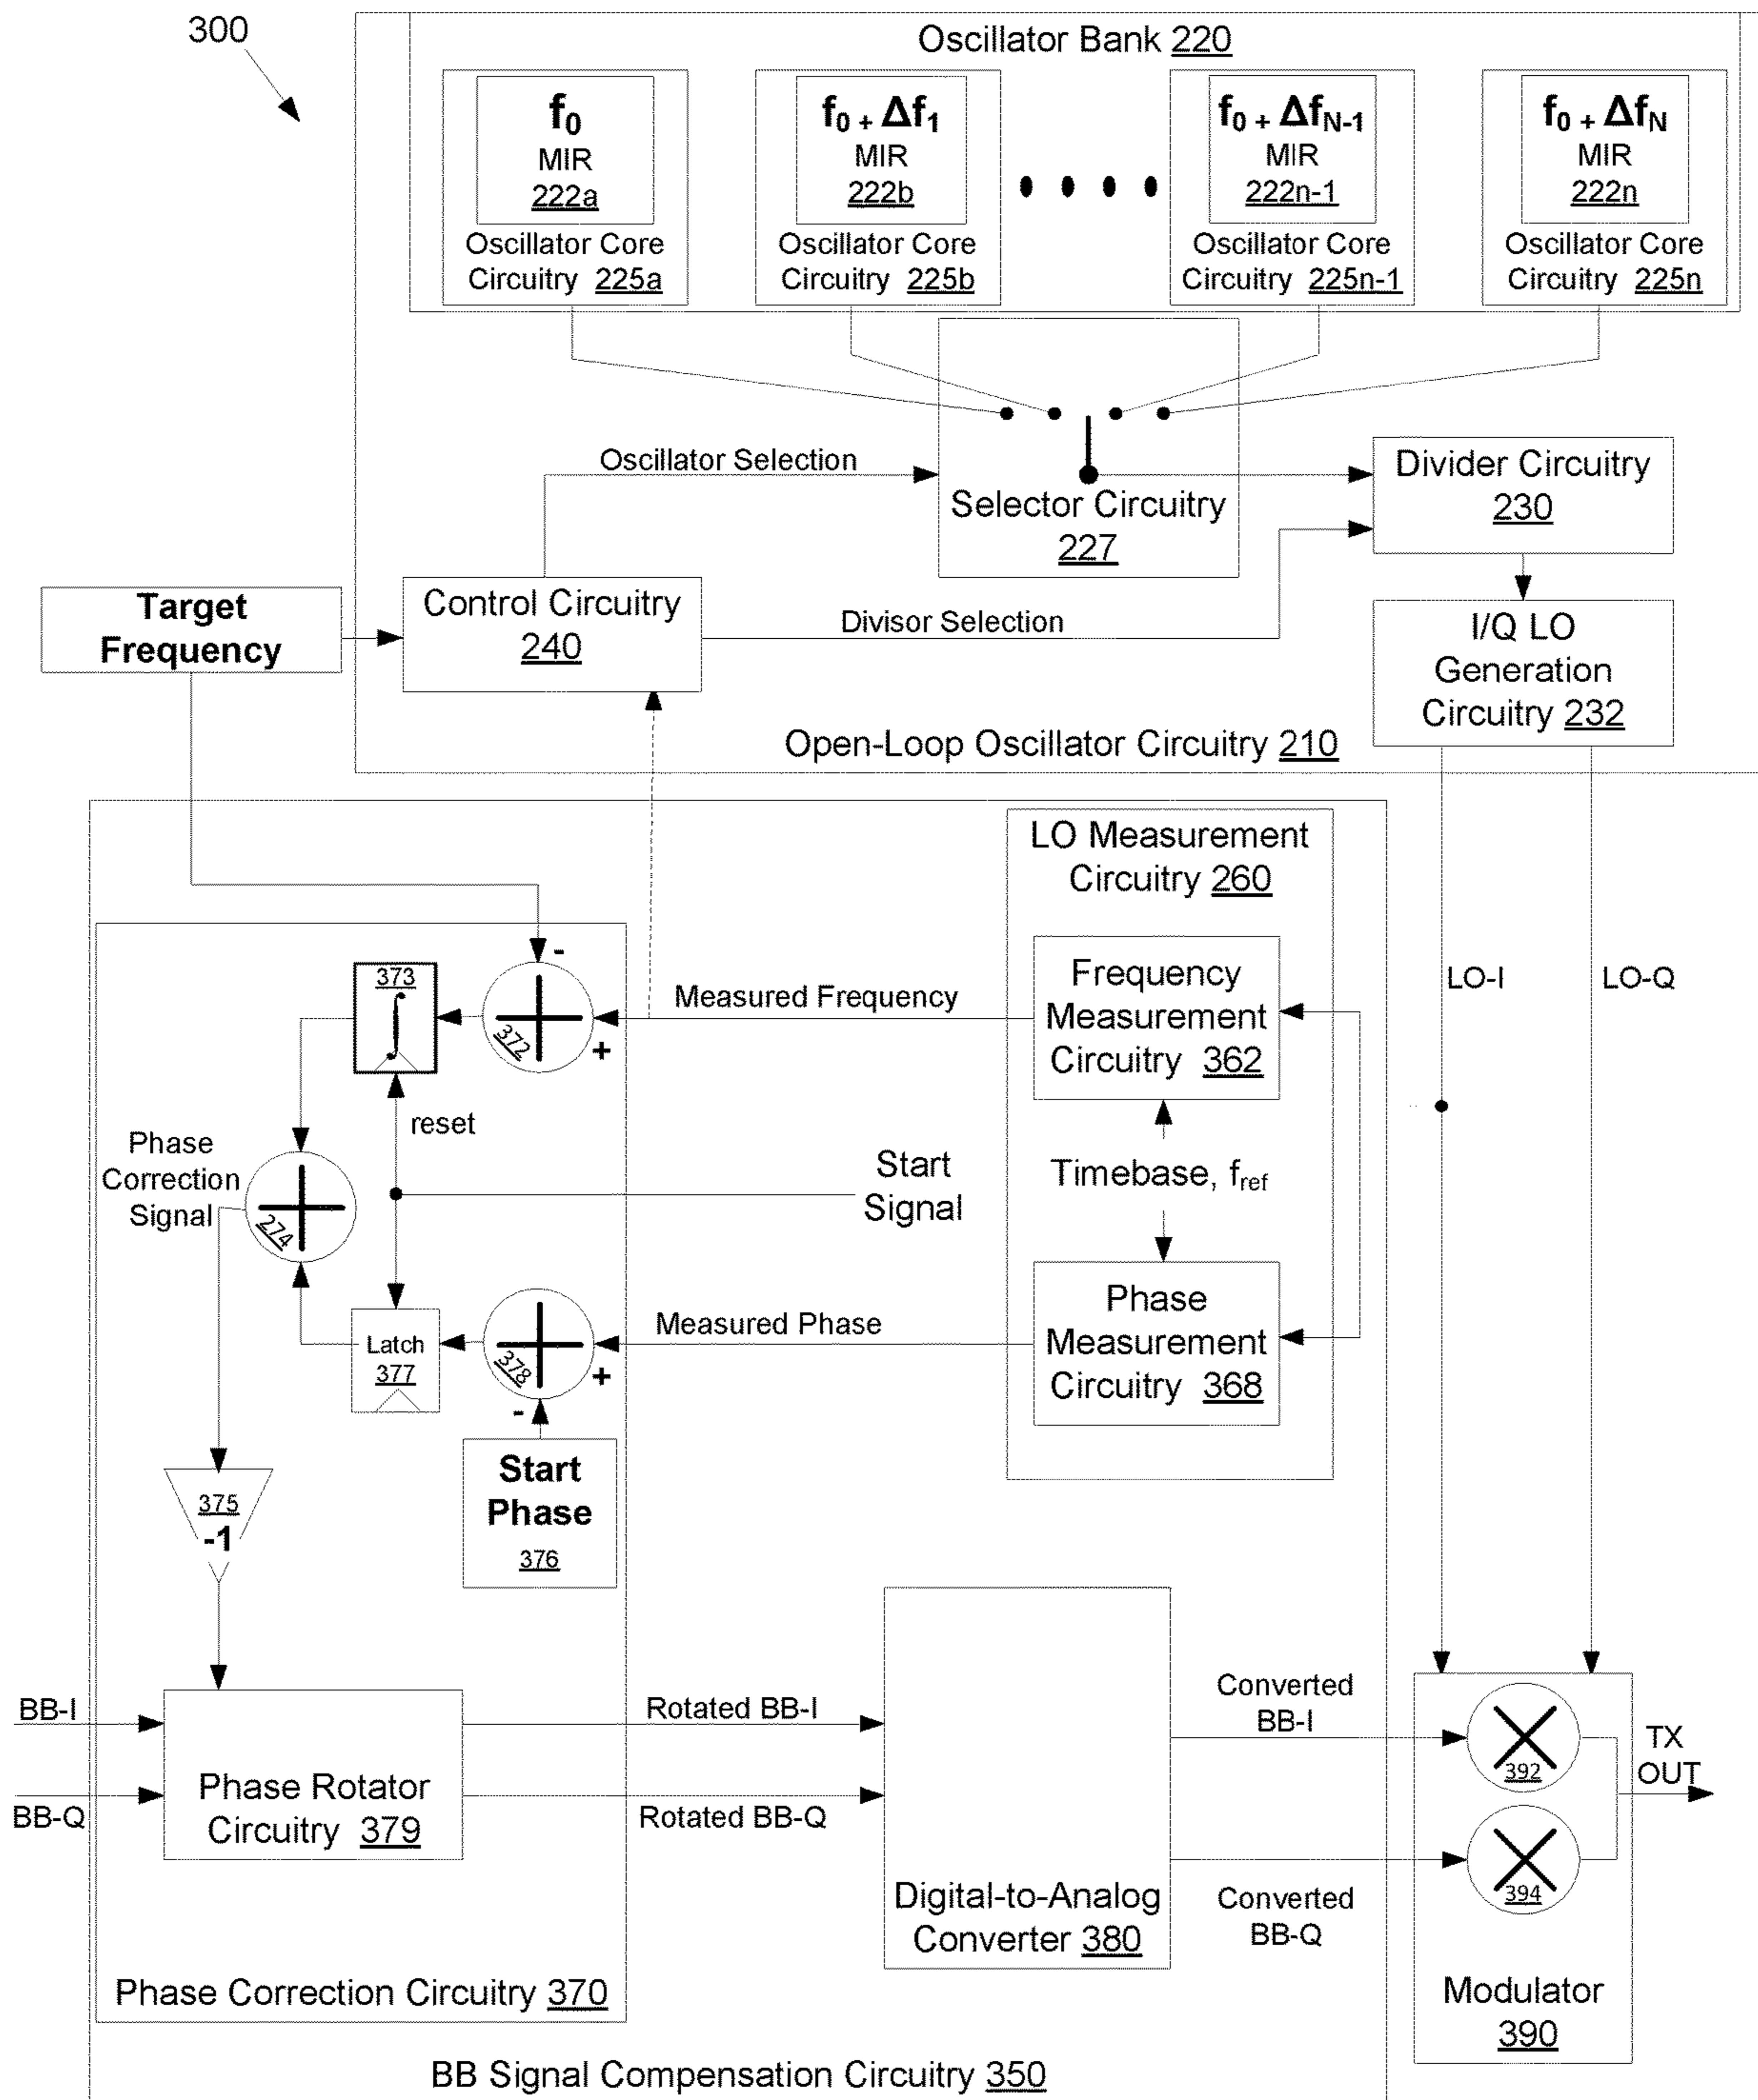 300
Oscillator Bank 220
f0
MIR
222a
Oscillator Core
Circuitry 225a
f0 + Δf1
MIR
222b
Oscillator Core
Circuitry 225b
f0 + ΔfN-1
MIR
222n-1
Oscillator Core
Circuitry 225n-1
f0 + ΔfN
MIR
222n
Oscillator Core
Circuitry 225n
Oscillator Selection
Selector Circuitry
227
Divider Circuitry
230
Target
Frequency
Control Circuitry
240
Divisor Selection
I/Q LO
Generation
Circuitry 232
Open-Loop Oscillator Circuitry 210
LO Measurement
Circuitry 260
-
373
∫
372
+
Measured Frequency
Frequency
Measurement
Circuitry 362
LO-I
LO-Q
reset
Phase
Correction
Signal
274
Start
Signal
Timebase, fref
Latch
377
378
+
-
Measured Phase
Phase
Measurement
Circuitry 368
Start
Phase
376
375
-1
BB-I
BB-Q
Phase Rotator
Circuitry 379
Rotated BB-I
Rotated BB-Q
Digital-to-Analog
Converter 380
Converted
BB-I
Converted
BB-Q
392
394
TX
OUT
Modulator
390
Phase Correction Circuitry 370
BB Signal Compensation Circuitry 350